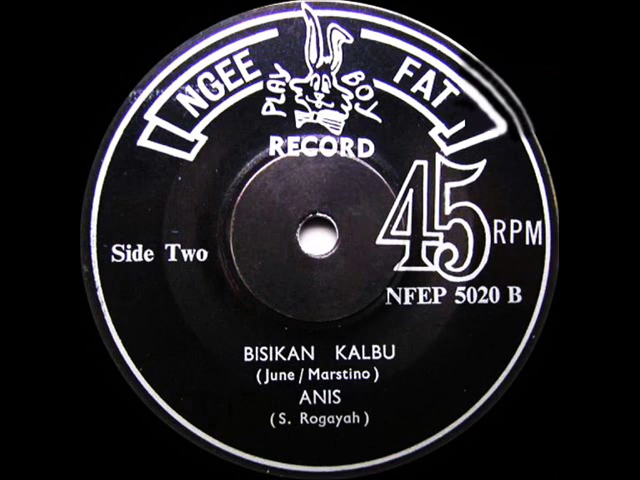 NGEE FAT
PLAY BOY
RECORD
45 RPM
Side Two
NFEP 5020 B
BISIKAN KALBU
(June / Marstino)
ANIS
(S. Rogayah)